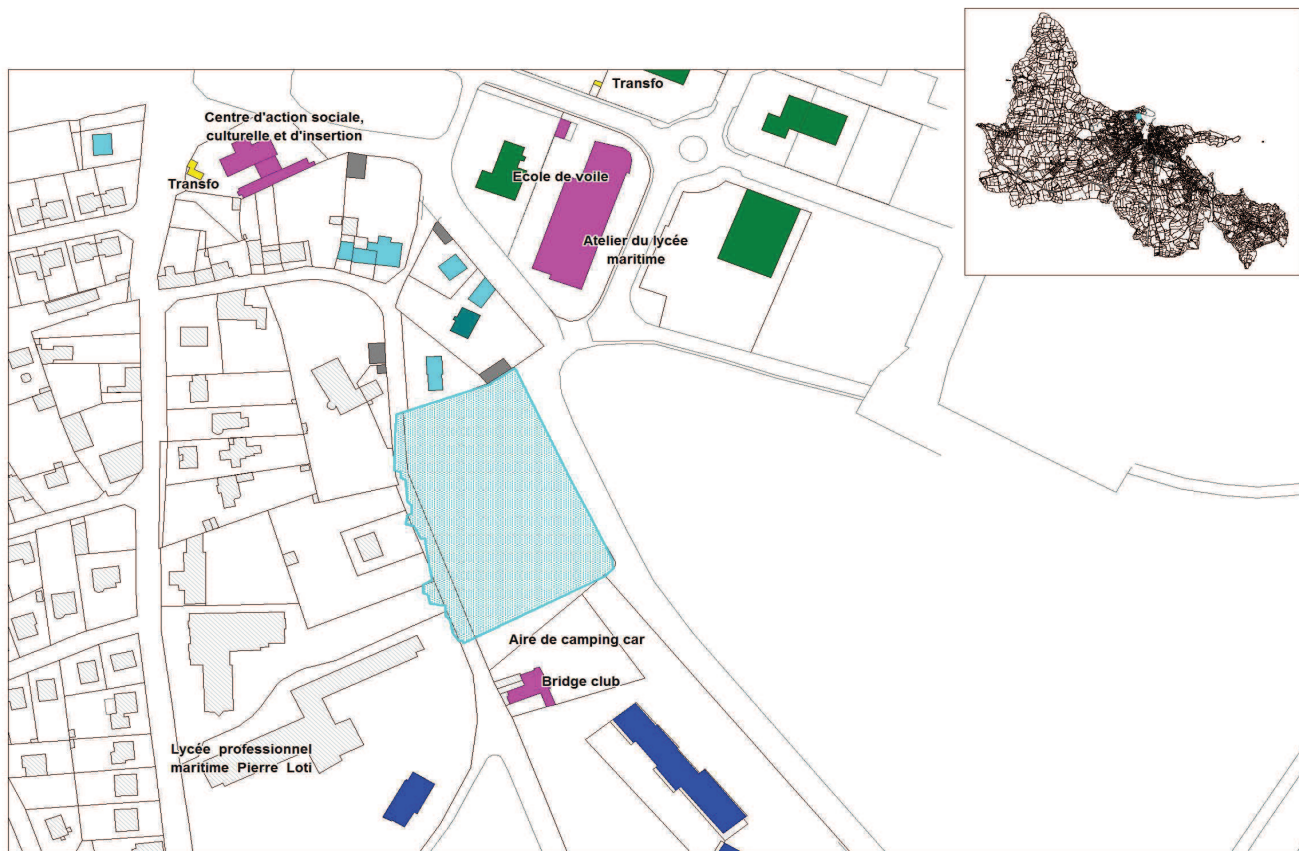 Transfo
Centre d'action sociale,
culturelle et d'insertion
Transfo
Ecole de voile
Atelier du lycée
maritime
Aire de camping car
Bridge club
Lycée professionnel
maritime Pierre Loti